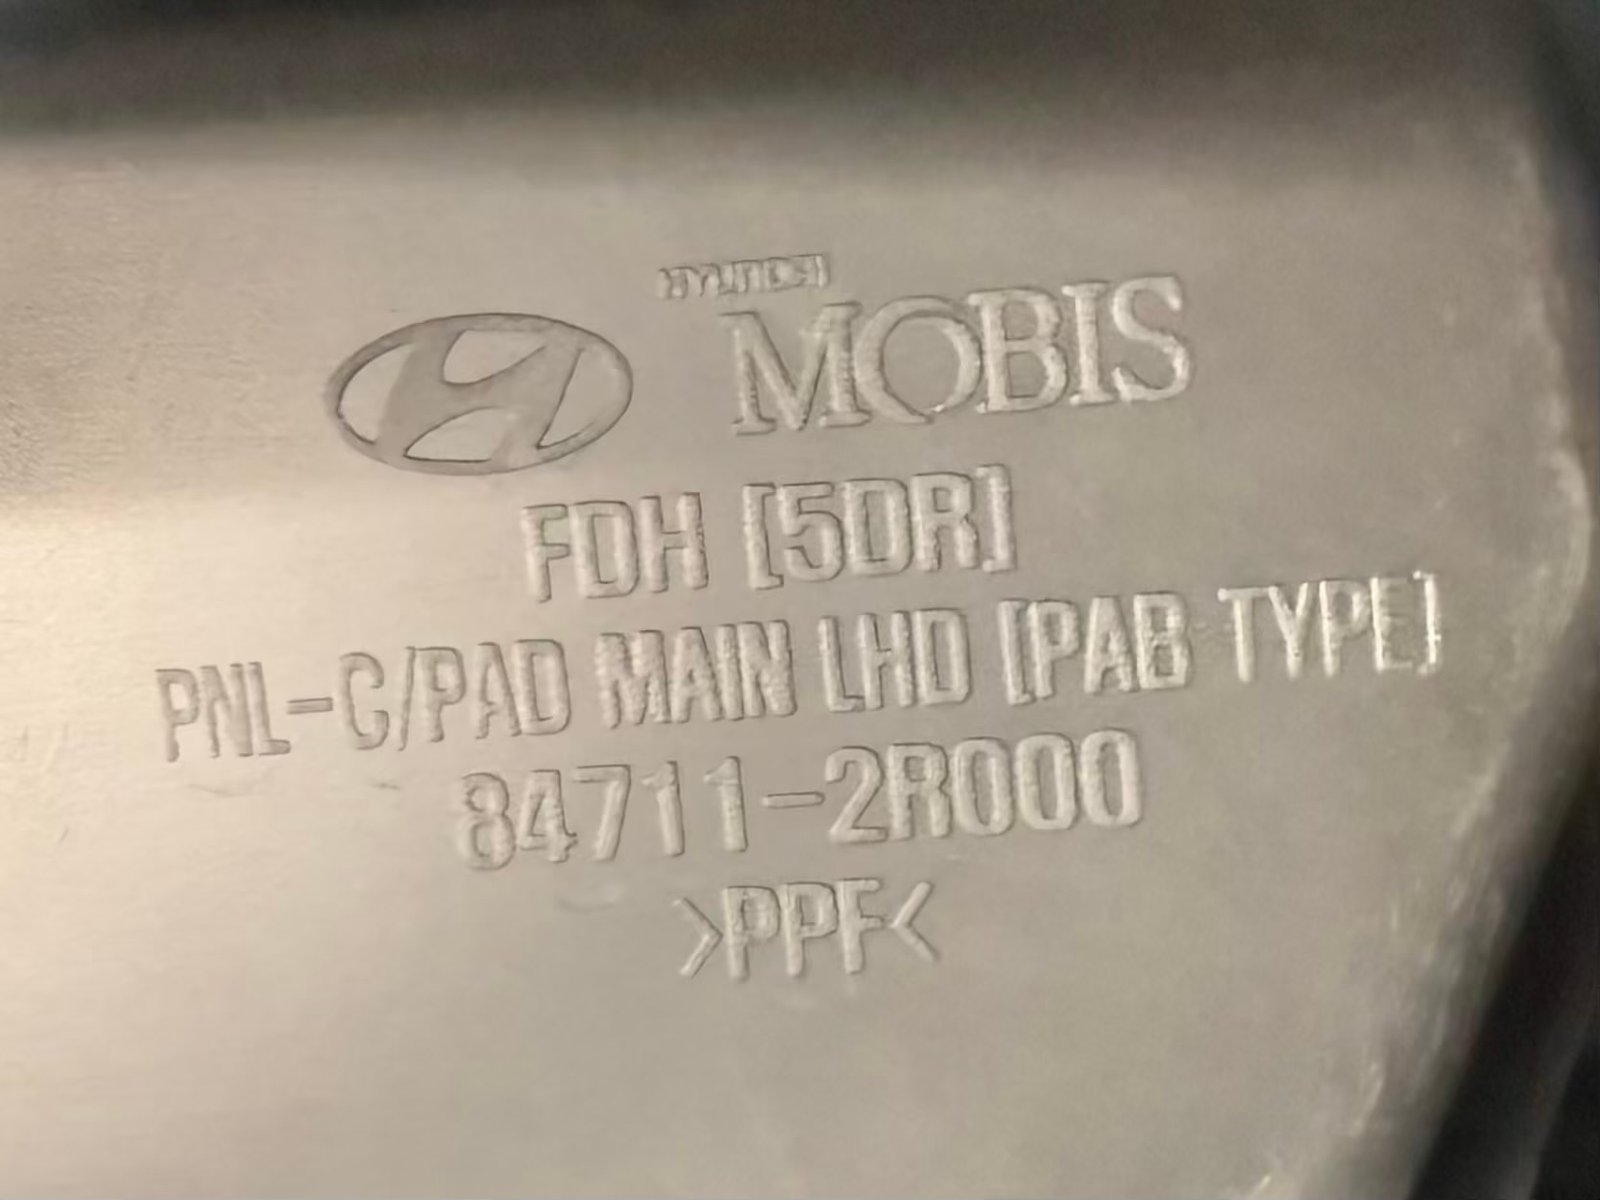 HYUNDAI
MOBIS
FDH [5DR]
PNL-C/PAD MAIN LHD [PAB TYPE]
84711-2R000
>PPF<